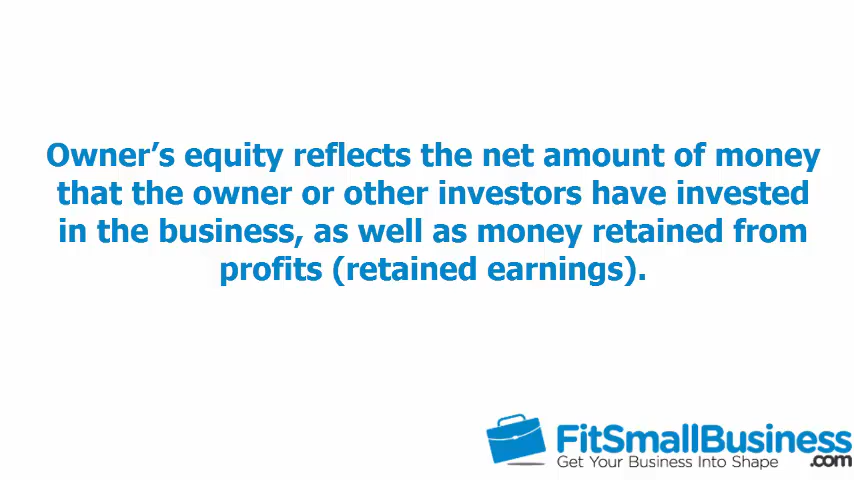 Owner’s equity reflects the net amount of money
that the owner or other investors have invested
in the business, as well as money retained from
profits (retained earnings).
FitSmallBusiness
.com
Get Your Business Into Shape